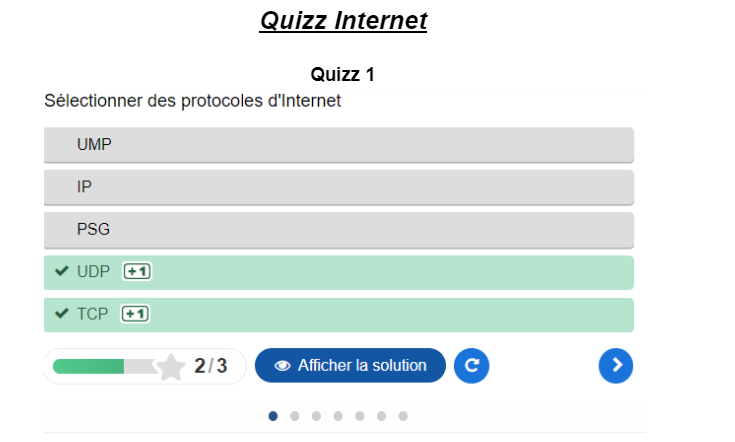 Quizz Internet
Quizz 1
Sélectionner des protocoles d'Internet
UMP
IP
PSG
UDP +1
TCP +1
2/3 Afficher la solution